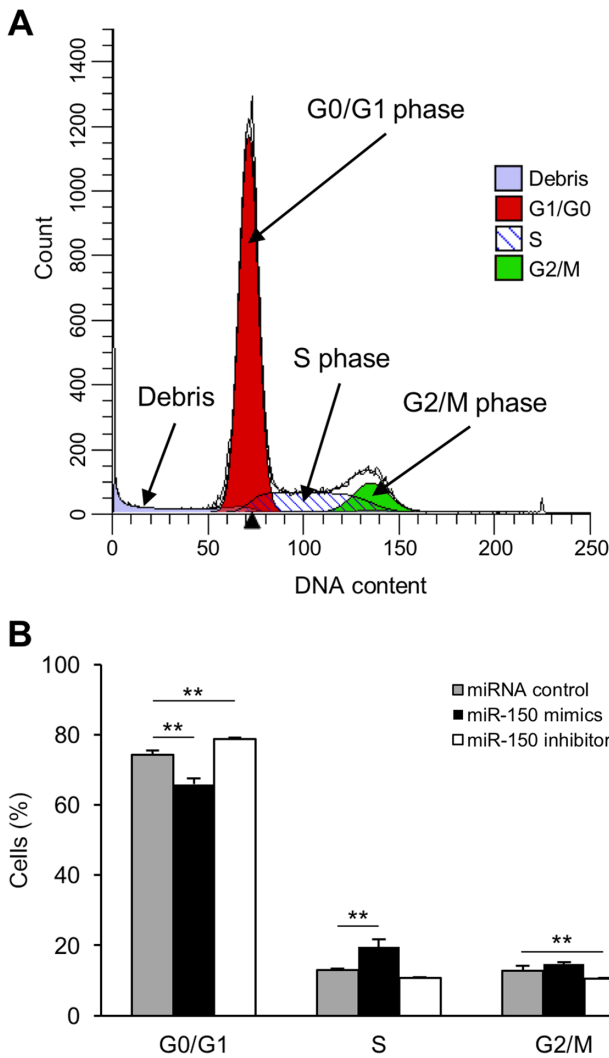 A
1400
1200
1000
800
600
400
200
0
Count
G0/G1 phase
S phase
G2/M phase
Debris
Debris
G1/G0
S
G2/M
0 50 100 150 200 250
DNA content
B
100
80
60
40
20
0
Cells (%)
**
**
**
**
miRNA control
miR-150 mimics
miR-150 inhibitor
G0/G1 S G2/M